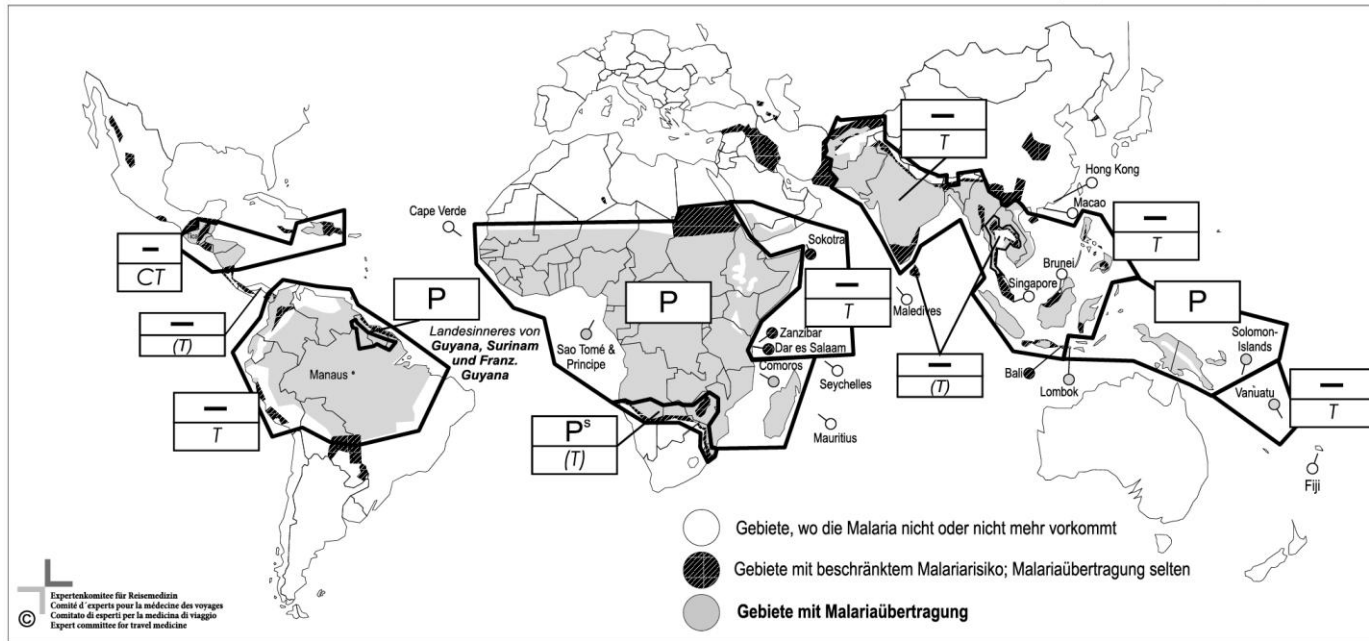 –
T
Hong Kong
Macao
Cape Verde
Sokotra
–
T
Brunei
–
CT
P
P
–
T
Singapore
P
Maledives
–
(T)
Landesinneres von
Guyana, Surinam
und Franz.
Guyana
Zanzibar
Dar es Salaam
Solomon-
Islands
Sao Tomé &
Principe
Manaus
Comoros
Seychelles
–
(T)
Bali
Lombok
Vanuatu
–
T
–
T
Mauritius
Pˢ
(T)
Fiji
Gebiete, wo die Malaria nicht oder nicht mehr vorkommt
Gebiete mit beschränktem Malariarisiko; Malariaübertragung selten
Gebiete mit Malariaübertragung
©
Expertenkomitee für Reisemedizin
Comité d´experts pour la médecine des voyages
Comitato di esperti per la medicina di viaggio
Expert committee for travel medicine